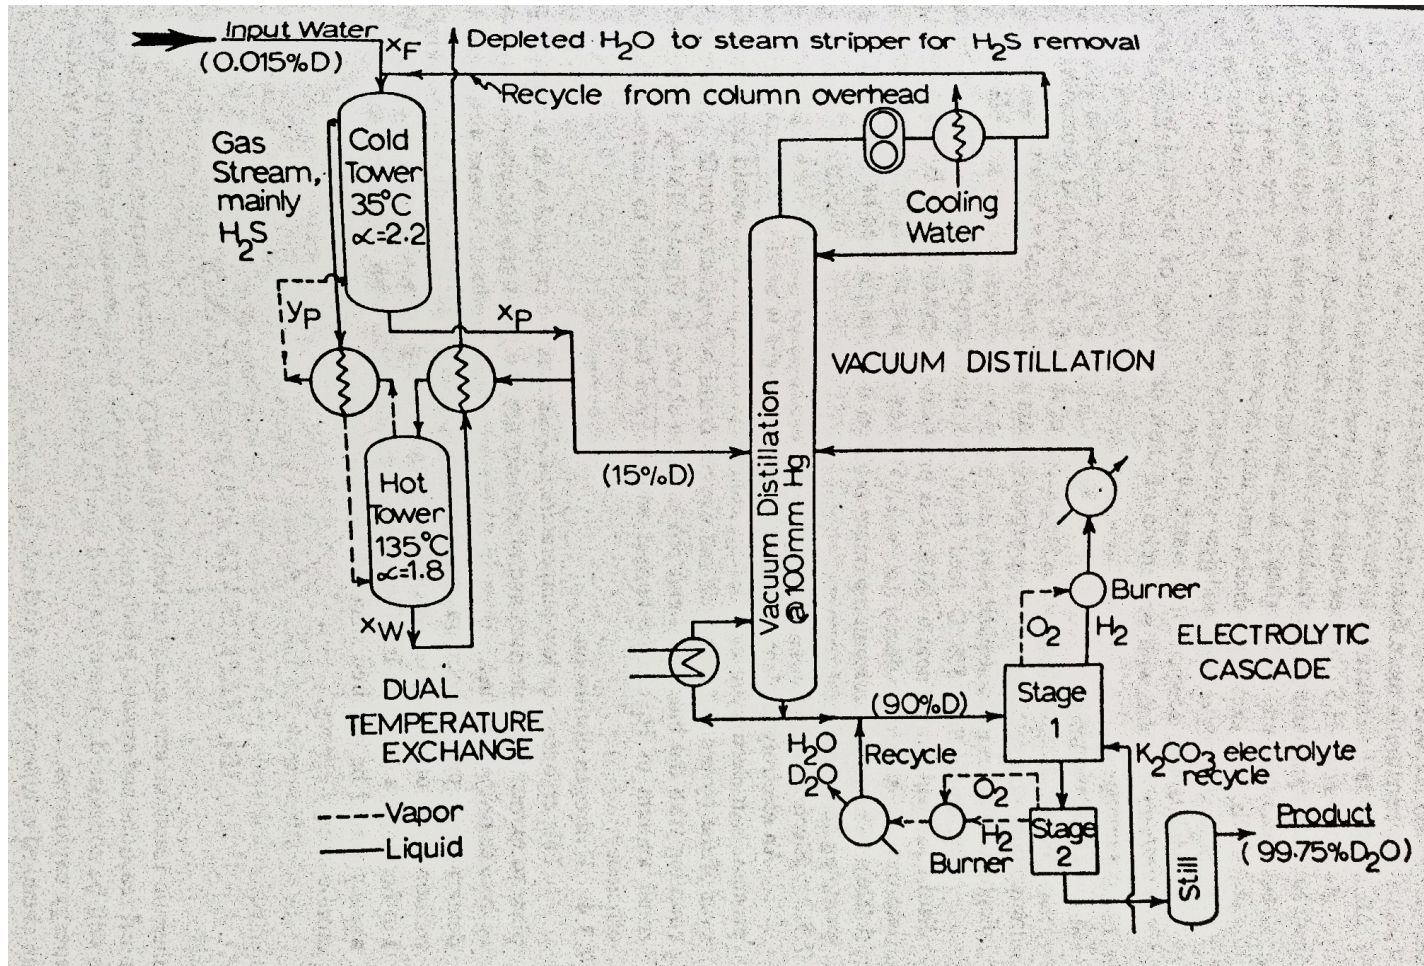 Input Water
(0.015%D)
xF
Depleted H2O to steam stripper for H2S removal
Recycle from column overhead
Gas
Stream,
mainly
H2S
Cold
Tower
35°C
∝=2.2
Cooling
Water
yP
xP
VACUUM DISTILLATION
Vacuum Distillation
@100mm Hg
(15%D)
Hot
Tower
135°C
∝=1.8
xW
DUAL
TEMPERATURE
EXCHANGE
Burner
O2
H2
ELECTROLYTIC
CASCADE
Stage
1
(90%D)
H2O
D2O
Recycle
K2CO3 electrolyte
recycle
O2
H2
Burner
Stage
2
Still
Product
(99.75%D2O)
Vapor
Liquid